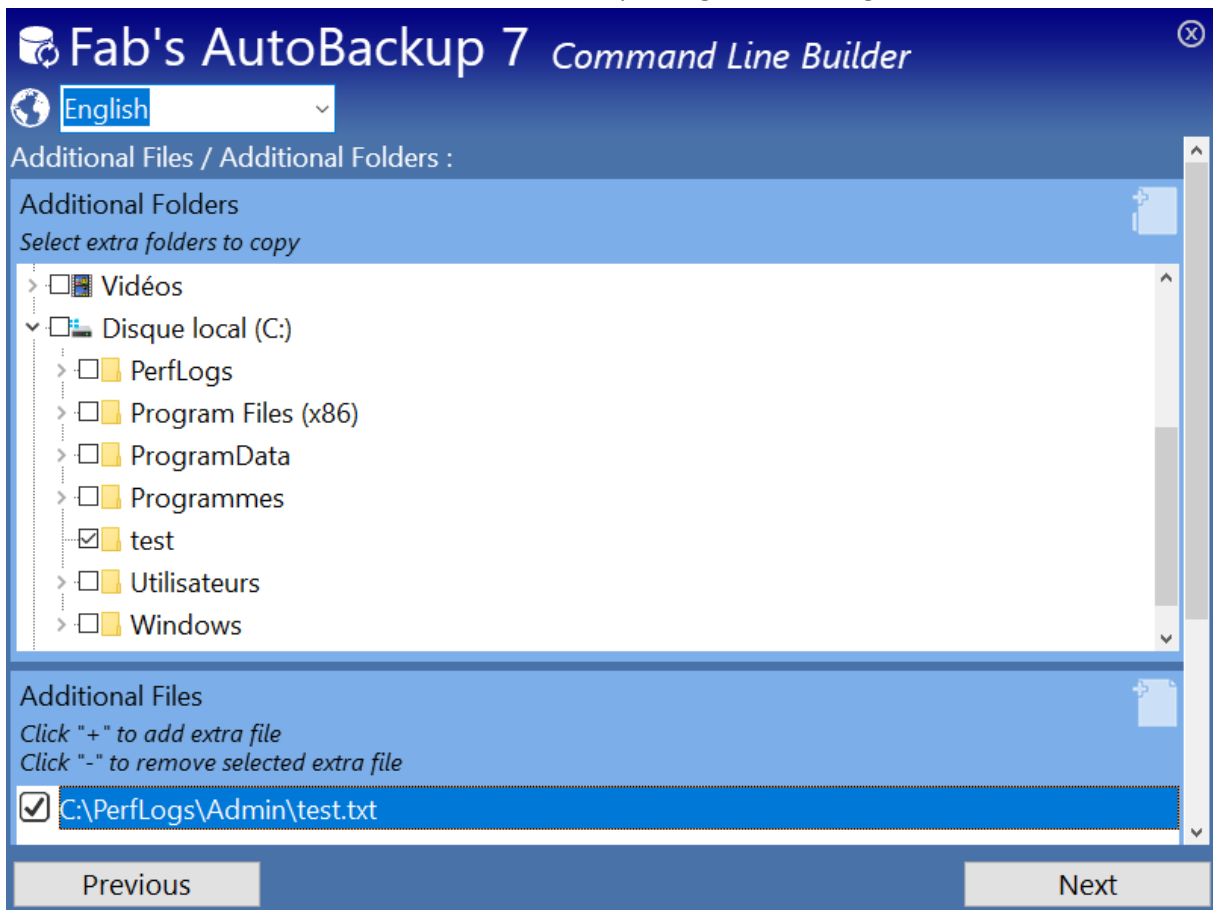 Fab's AutoBackup 7 Command Line Builder
English
Additional Files / Additional Folders :
Additional Folders
Select extra folders to copy
Vidéos
Disque local (C:)
PerfLogs
Program Files (x86)
ProgramData
Programmes
test
Utilisateurs
Windows
Additional Files
Click "+" to add extra file
Click "-" to remove selected extra file
C:\PerfLogs\Admin\test.txt
Previous
Next